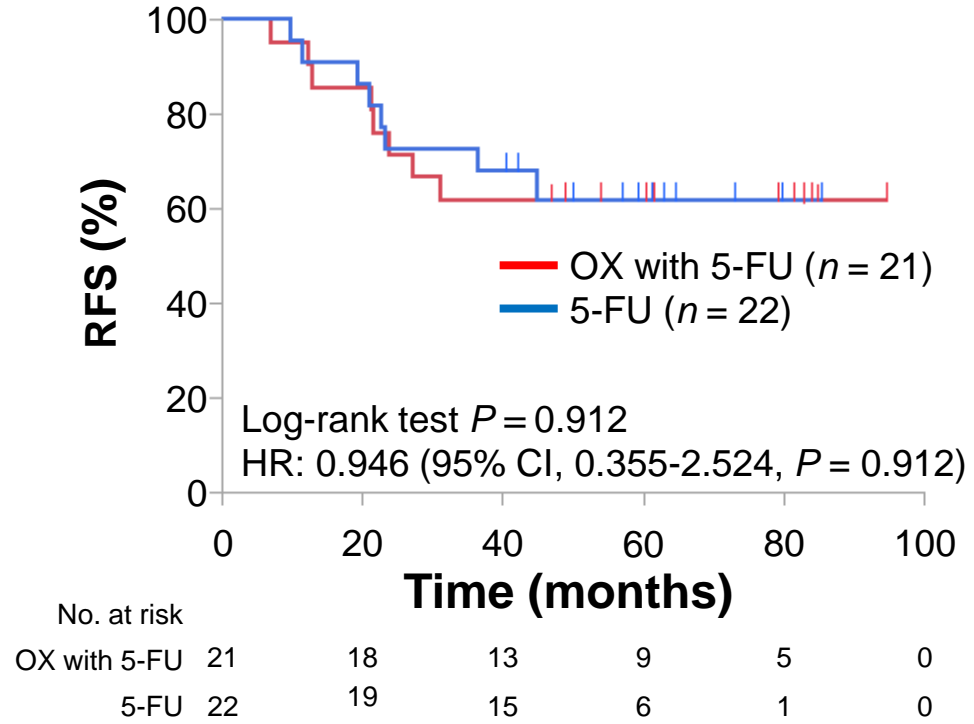 100
80
60
40
20
0
RFS (%)
OX with 5-FU (n = 21)
5-FU (n = 22)
Log-rank test P = 0.912
HR: 0.946 (95% CI, 0.355-2.524, P = 0.912)
0 20 40 60 80 100
Time (months)
No. at risk
OX with 5-FU 21 18 13 9 5 0
5-FU 22 19 15 6 1 0